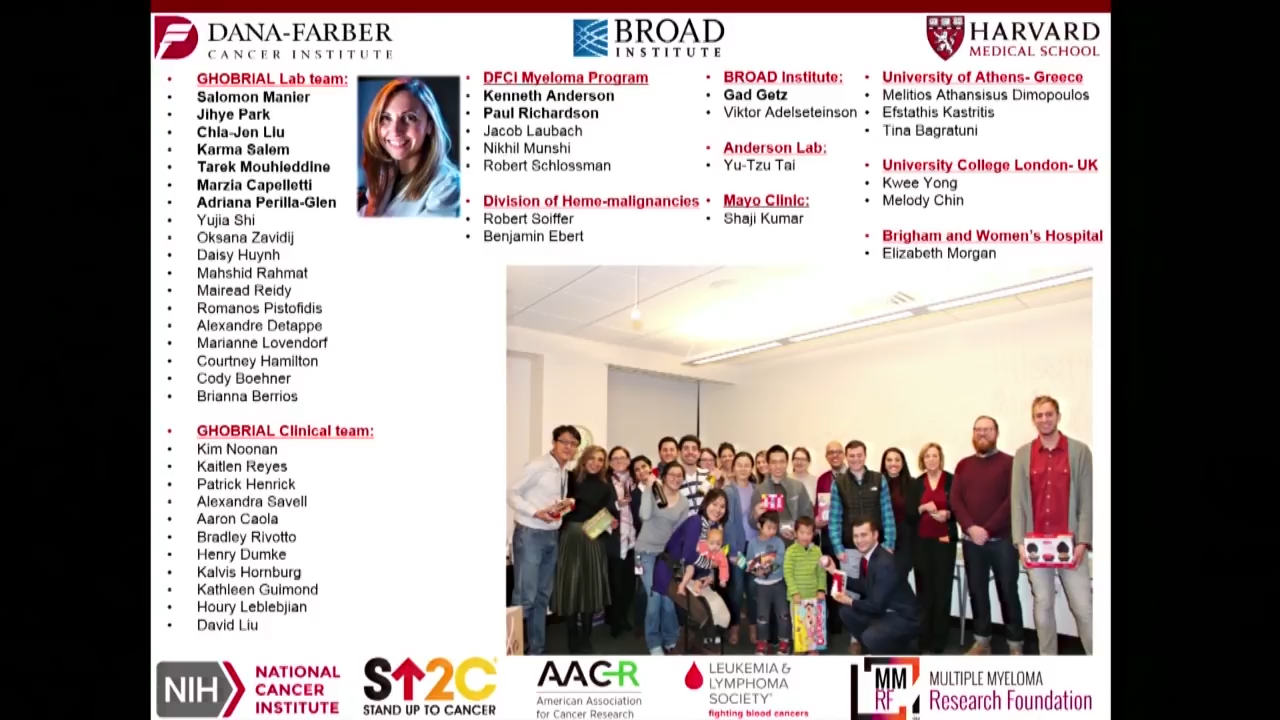 DANA-FARBER
CANCER INSTITUTE
BROAD
INSTITUTE
HARVARD
MEDICAL SCHOOL
GHOBRIAL Lab team:
Salomon Manier
Jihye Park
Chia-Jen Liu
Karma Salem
Tarek Mouhieddine
Marzia Capelletti
Adriana Perilla-Glen
Yujia Shi
Oksana Zavidij
Daisy Huynh
Mahshid Rahmat
Mairead Reidy
Romanos Pistofidis
Alexandre Detappe
Marianne Lovendorf
Courtney Hamilton
Cody Boehner
Brianna Berrios
GHOBRIAL Clinical team:
Kim Noonan
Kaitlen Reyes
Patrick Henrick
Alexandra Savell
Aaron Caola
Bradley Rivotto
Henry Dumke
Kalvis Hornburg
Kathleen Guimond
Houry Leblebjian
David Liu
DFCI Myeloma Program
Kenneth Anderson
Paul Richardson
Jacob Laubach
Nikhil Munshi
Robert Schlossman
Division of Heme-malignancies
Robert Soiffer
Benjamin Ebert
BROAD Institute:
Gad Getz
Viktor Adelseteinson
Anderson Lab:
Yu-Tzu Tai
Mayo Clinic:
Shaji Kumar
University of Athens- Greece
Melitios Athansisus Dimopoulos
Efstathis Kastritis
Tina Bagratuni
University College London- UK
Kwee Yong
Melody Chin
Brigham and Women's Hospital
Elizabeth Morgan
NIH
NATIONAL
CANCER
INSTITUTE
SU2C
STAND UP TO CANCER
AACR
American Association
for Cancer Research
LEUKEMIA &
LYMPHOMA
SOCIETY
fighting blood cancers
MM
RF
MULTIPLE MYELOMA
Research Foundation